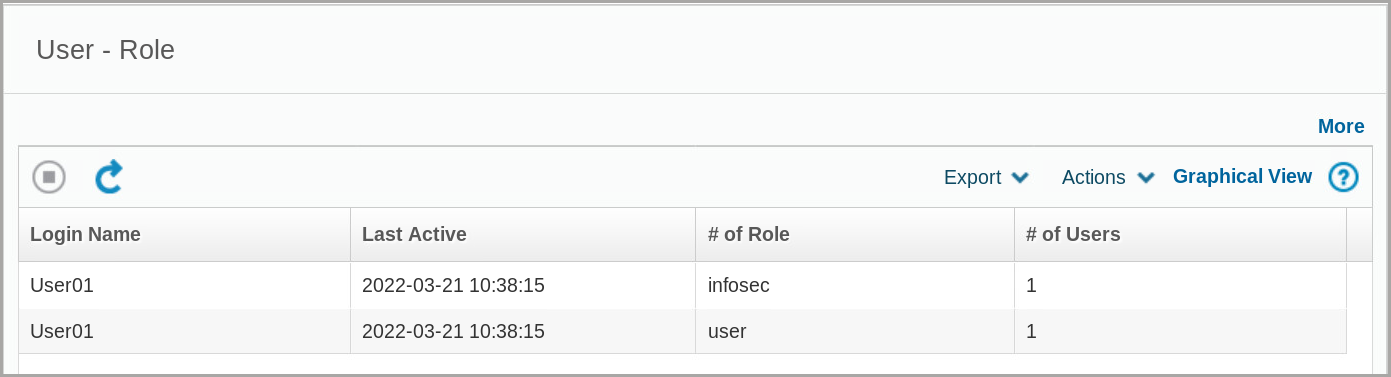 User - Role
More
Export Actions Graphical View ?
Login Name Last Active # of Role # of Users
User01 2022-03-21 10:38:15 infosec 1
User01 2022-03-21 10:38:15 user 1